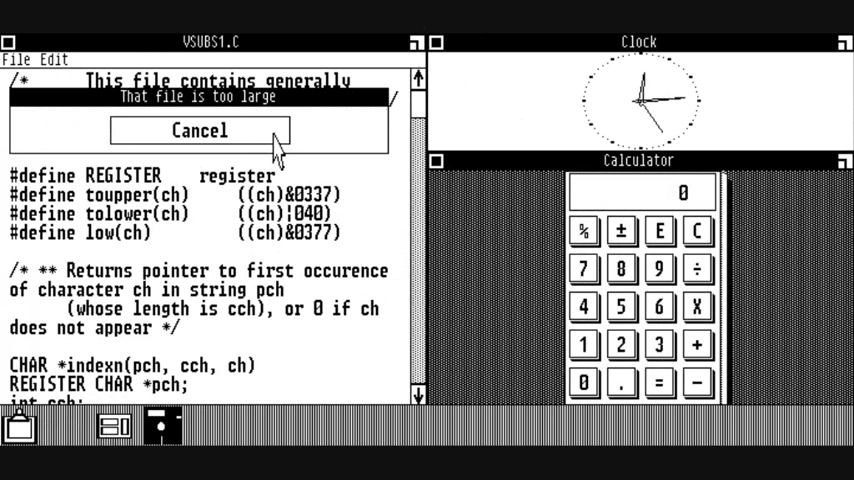 VSUBS1.C
File Edit
/* This file contains generally
That file is too large
/
Cancel
#define REGISTER register
#define toupper(ch) ((ch)&0337)
#define tolower(ch) ((ch)¦040)
#define low(ch) ((ch)&0377)
/* ** Returns pointer to first occurence
of character ch in string pch
(whose length is cch), or 0 if ch
does not appear */
CHAR *indexn(pch, cch, ch)
REGISTER CHAR *pch;
int cch;
Clock
Calculator
0
% ± E C
7 8 9 ÷
4 5 6 X
1 2 3 +
0 . = −